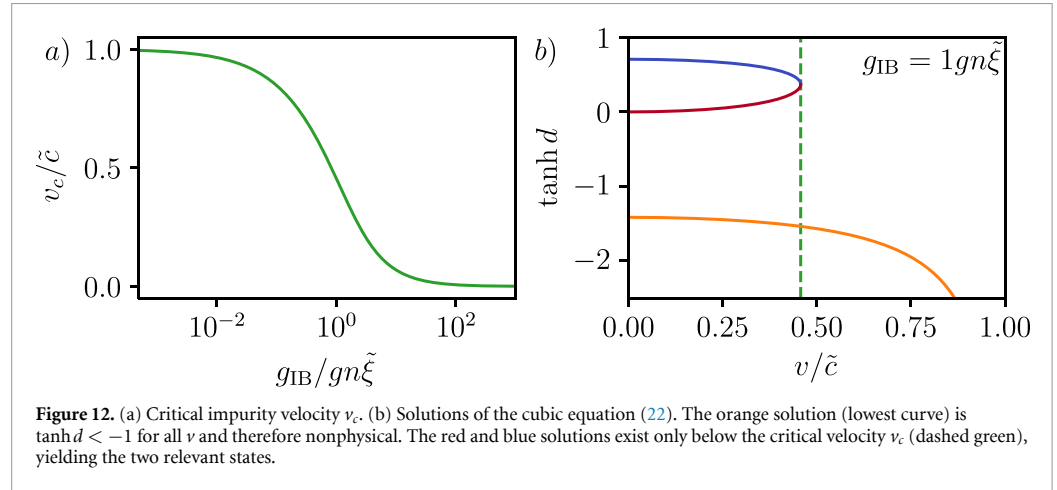 a)
1.0
0.5
0.0
v_c/c̃
10^−2
10^0
10^2
g_IB/gnξ̃
b)
g_IB = 1gnξ̃
1
0
−1
−2
tanh d
0.00 0.25 0.50 0.75 1.00
v/c̃
Figure 12. (a) Critical impurity velocity v_c. (b) Solutions of the cubic equation (22). The orange solution (lowest curve) is
tanh d < −1 for all v and therefore nonphysical. The red and blue solutions exist only below the critical velocity v_c (dashed green),
yielding the two relevant states.